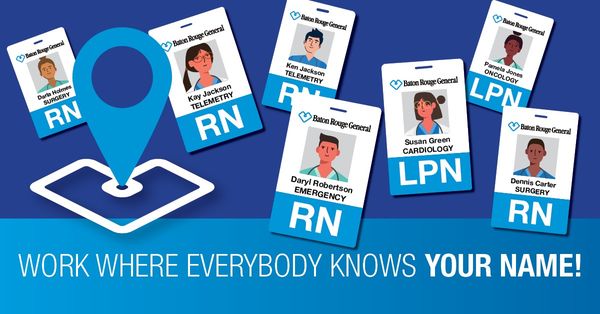 Baton Rouge General
Darla Holmes
SURGERY
RN
Baton Rouge General
Kay Jackson
TELEMETRY
RN
Baton Rouge General
Ken Jackson
TELEMETRY
RN
Baton Rouge General
Daryl Robertson
EMERGENCY
RN
Baton Rouge General
Susan Green
CARDIOLOGY
LPN
Baton Rouge General
Pamela Jones
ONCOLOGY
LPN
Baton Rouge General
Dennis Carter
SURGERY
RN
WORK WHERE EVERYBODY KNOWS YOUR NAME!